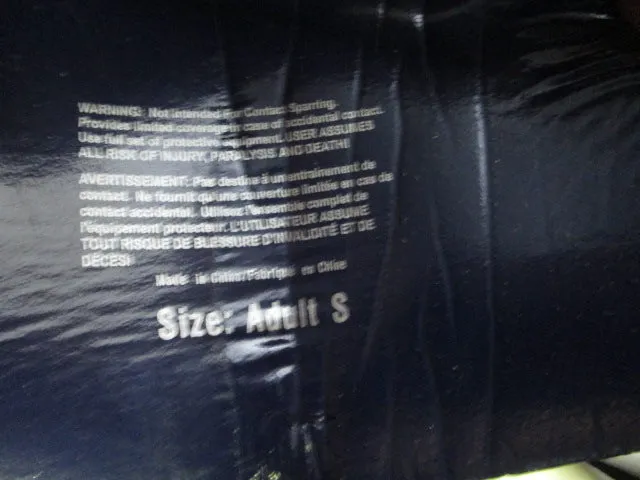 WARNING: Not Intended For Contact Sparring.
Provides limited coverage in case of accidental contact.
Use full set of protective equipment. USER ASSUMES
ALL RISK OF INJURY, PARALYSIS AND DEATH!
AVERTISSEMENT: Pas destiné à un entraînement de
contact. Ne fournit qu'une couverture limitée en cas de
contact accidental. Utilisez l'ensemble complet de
l'équipement protecteur. L'UTILISATEUR ASSUME
TOUT RISQUE DE BLESSURE D'INVALIDITÉ ET DE
DÉCÈS!
Made in China/Fabriqué en Chine
Size: Adult S